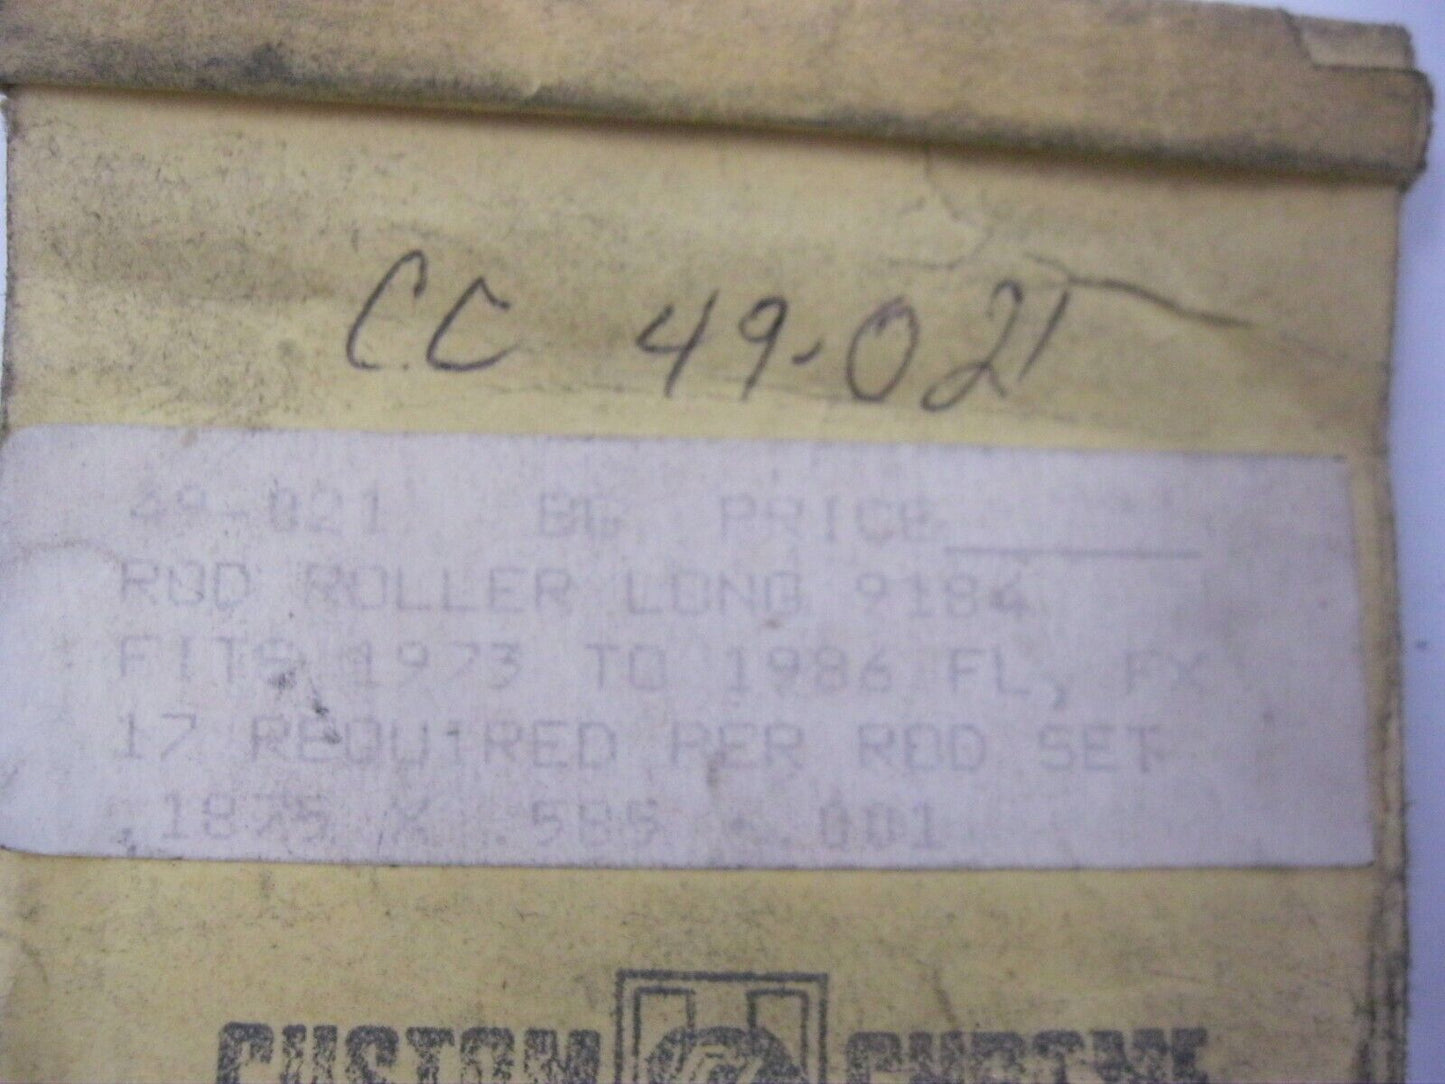 CC 49-021
49-021 BG PRICE______
ROD ROLLER LONG 9184
FITS 1973 TO 1986 FL, FX
17 REQUIRED PER ROD SET
.1875 X .585 + .001
CUSTOM CHROME